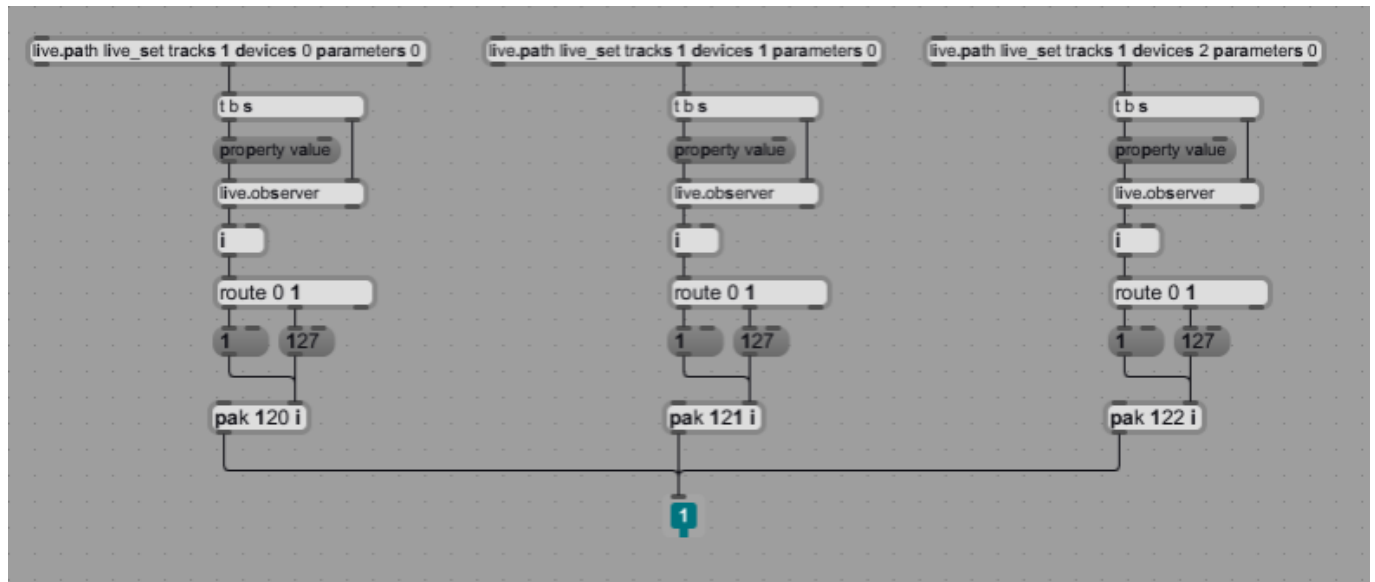 live.path live_set tracks 1 devices 0 parameters 0
live.path live_set tracks 1 devices 1 parameters 0
live.path live_set tracks 1 devices 2 parameters 0
t b s
t b s
t b s
property value
property value
property value
live.observer
live.observer
live.observer
i
i
i
route 0 1
route 0 1
route 0 1
1
127
1
127
1
127
pak 120 i
pak 121 i
pak 122 i
1